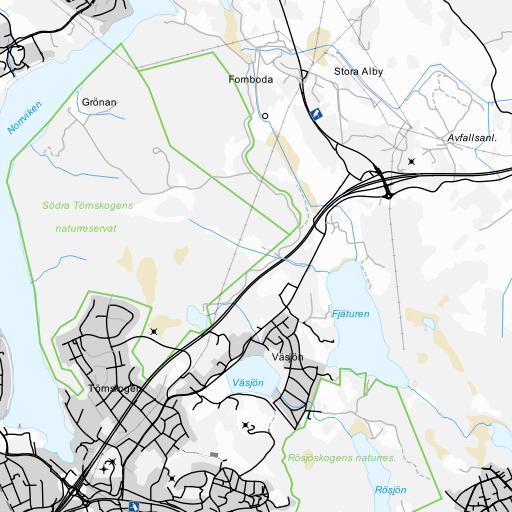 Stora Alby
Fomboda
Grönan
Norrviken
Avfallsanl.
Södra Törnskogens
naturreservat
Fjäturen
Väsjön
Törnskogen
Väsjön
Rösjöskogens naturres.
Rösjön